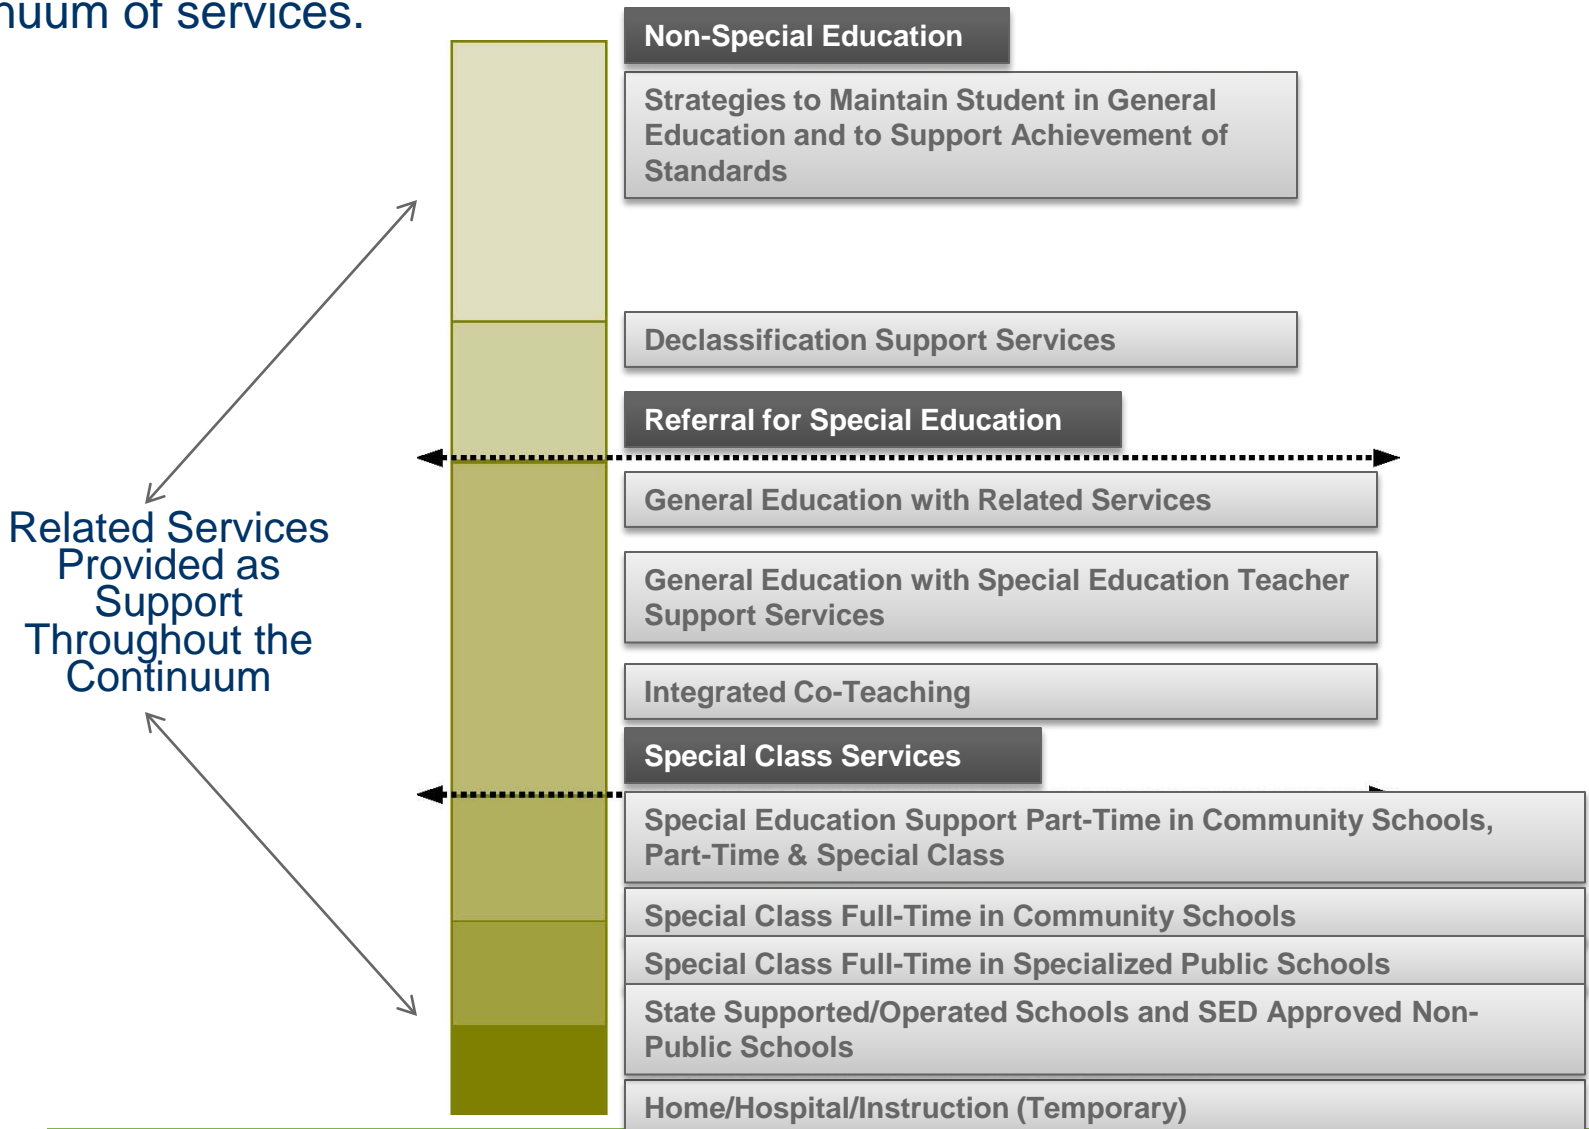 nuum of services.
Non-Special Education
Strategies to Maintain Student in General
Education and to Support Achievement of
Standards
Declassification Support Services
Referral for Special Education
General Education with Related Services
General Education with Special Education Teacher
Support Services
Integrated Co-Teaching
Related Services
Provided as
Support
Throughout the
Continuum
Special Class Services
Special Education Support Part-Time in Community Schools,
Part-Time & Special Class
Special Class Full-Time in Community Schools
Special Class Full-Time in Specialized Public Schools
State Supported/Operated Schools and SED Approved Non-
Public Schools
Home/Hospital/Instruction (Temporary)